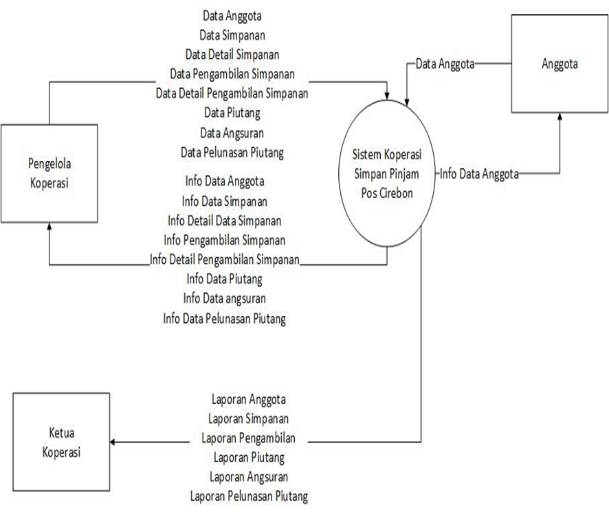 Data Anggota
Data Simpanan
Data Detail Simpanan
Data Pengambilan Simpanan
Data Detail Pengambilan Simpanan
Data Piutang
Data Angsuran
Data Pelunasan Piutang
Data Anggota
Anggota
Pengelola
Koperasi
Sistem Koperasi
Simpan Pinjam
Pos Cirebon
Info Data Anggota
Info Data Anggota
Info Data Simpanan
Info Detail Data Simpanan
Info Pengambilan Simpanan
Info Detail Pengambilan Simpanan
Info Data Piutang
Info Data angsuran
Info Data Pelunasan Piutang
Ketua
Koperasi
Laporan Anggota
Laporan Simpanan
Laporan Pengambilan
Laporan Piutang
Laporan Angsuran
Laporan Pelunasan Piutang